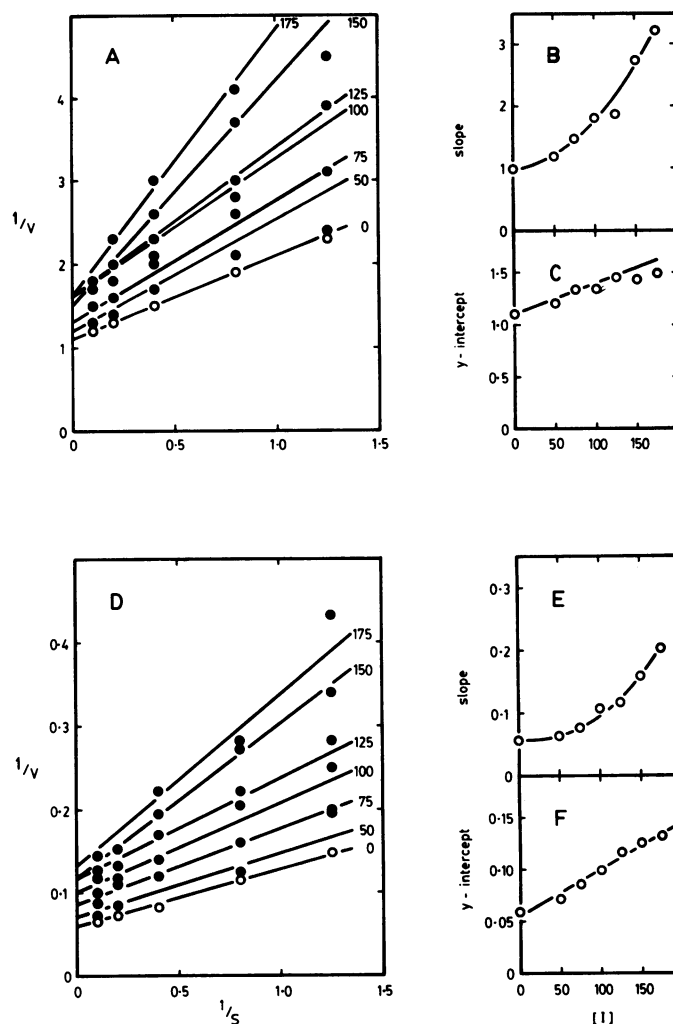 A
175
150
125
100
75
50
0
4
3
2
1
0
1/v
0 0·5 1·0 1·5
B
3
2
1
0
slope
C
1·5
1·0
0·5
0
y - intercept
0 50 100 150
D
175
150
125
100
75
50
0
0·4
0·3
0·2
0·1
0
1/v
0 0·5 1·0 1·5
1/S
E
0·3
0·2
0·1
0
slope
F
0·15
0·10
0·05
0
y - intercept
0 50 100 150
[I]